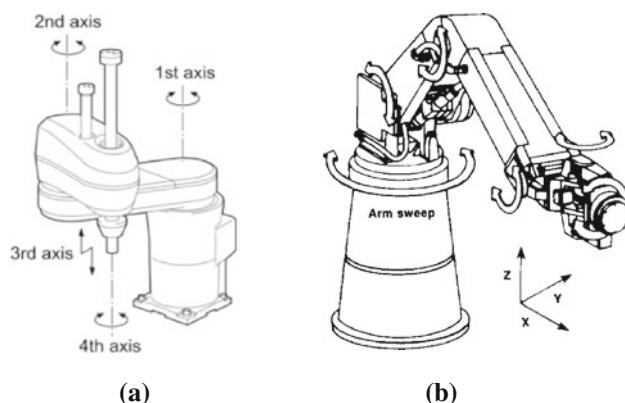 2nd axis
1st axis
3rd axis
4th axis
Arm sweep
Z
Y
X
(a)
(b)